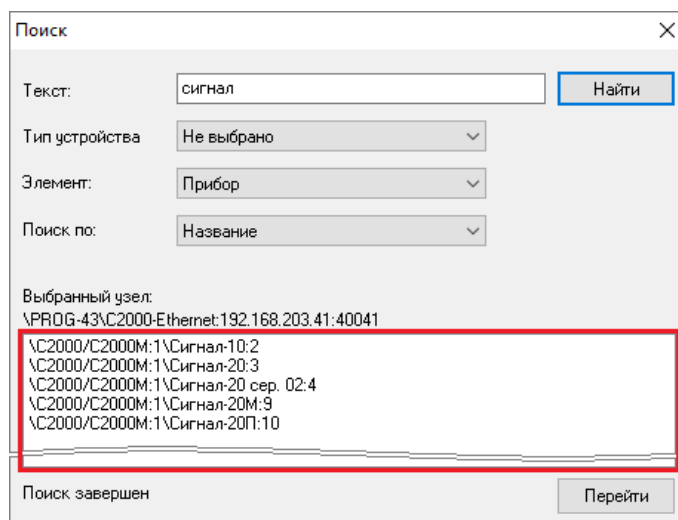 Поиск
Текст: сигнал Найти
Тип устройства Не выбрано
Элемент: Прибор
Поиск по: Название
Выбранный узел:
\PROG-43\C2000-Ethernet:192.168.203.41:40041
\C2000/C2000M:1\Сигнал-10:2
\C2000/C2000M:1\Сигнал-20:3
\C2000/C2000M:1\Сигнал-20 сер. 02:4
\C2000/C2000M:1\Сигнал-20М:9
\C2000/C2000M:1\Сигнал-20П:10
Поиск завершен Перейти